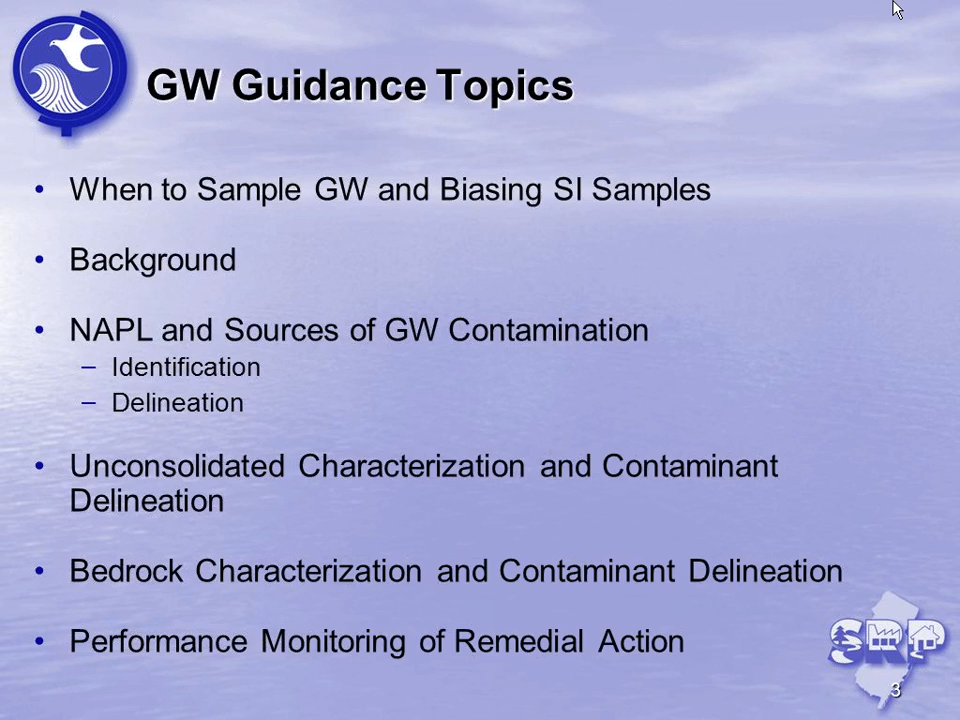 GW Guidance Topics
• When to Sample GW and Biasing SI Samples
• Background
• NAPL and Sources of GW Contamination
– Identification
– Delineation
• Unconsolidated Characterization and Contaminant
Delineation
• Bedrock Characterization and Contaminant Delineation
• Performance Monitoring of Remedial Action
SRP
3